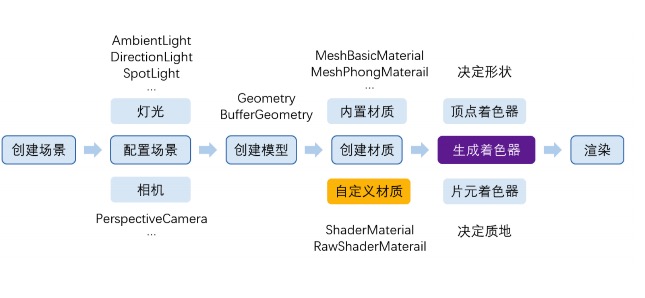 AmbientLight
DirectionLight
SpotLight
...
灯光
Geometry
BufferGeometry
MeshBasicMaterial
MeshPhongMaterail
...
内置材质
决定形状
顶点着色器
创建场景
配置场景
创建模型
创建材质
生成着色器
渲染
相机
PerspectiveCamera
...
自定义材质
ShaderMaterial
RawShaderMaterail
片元着色器
决定质地